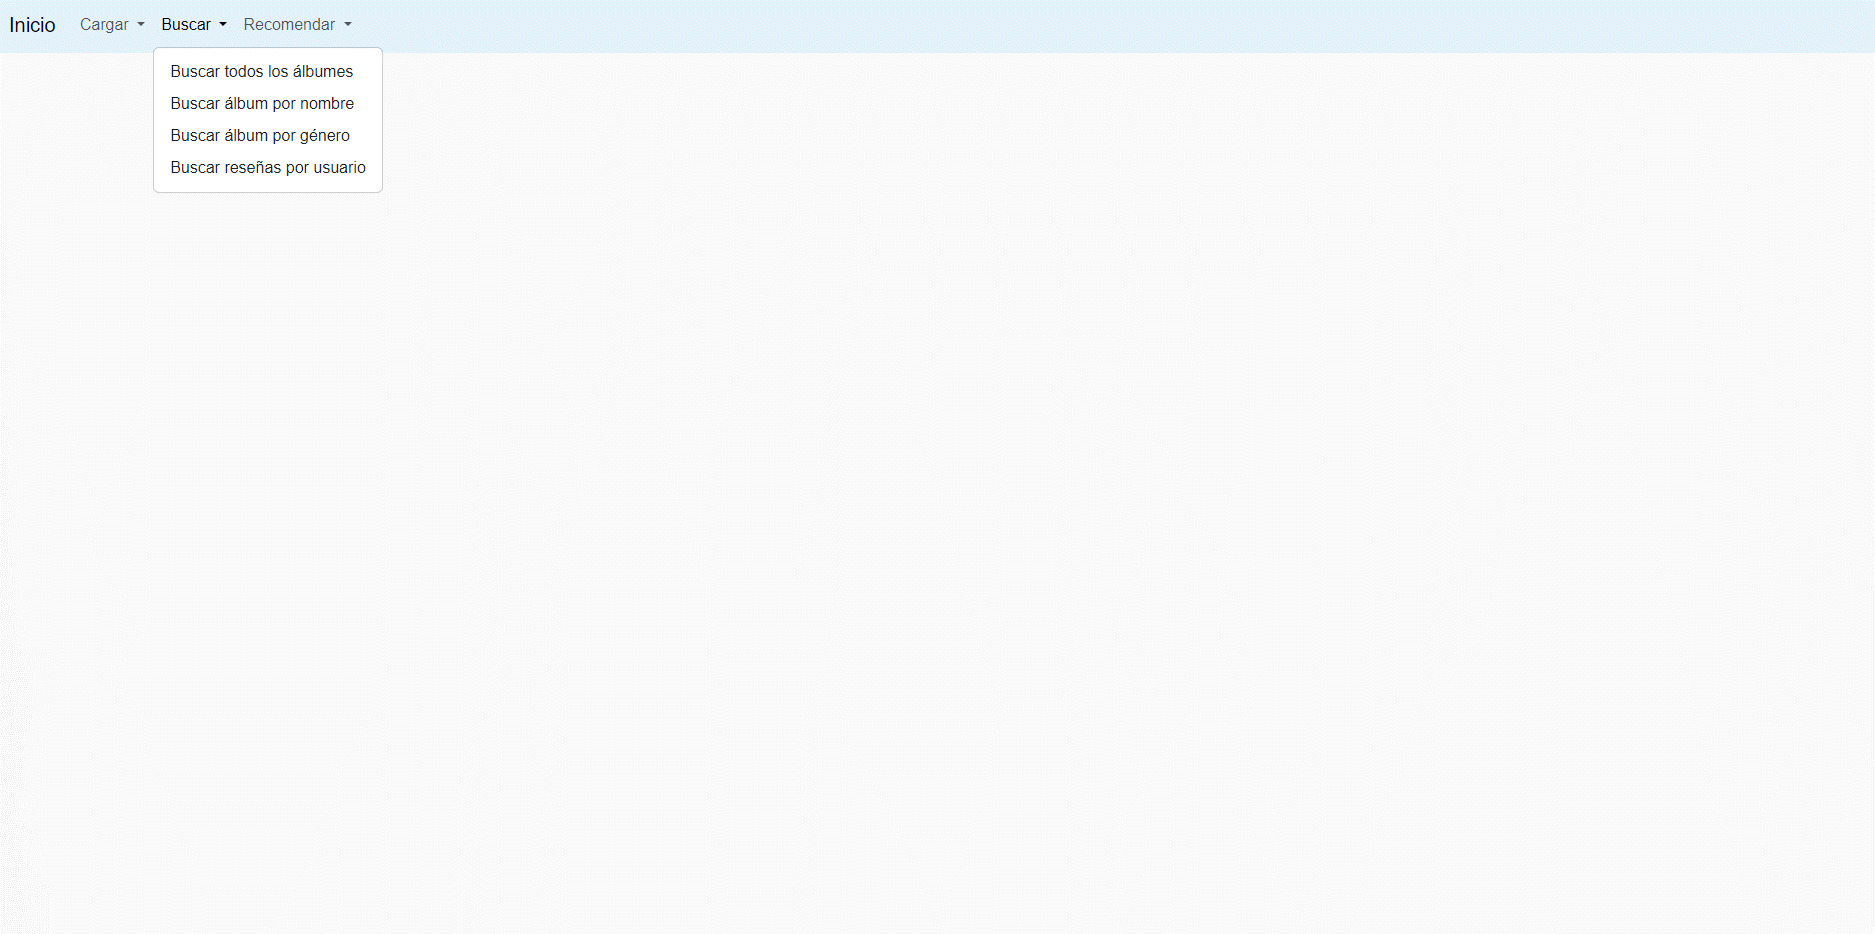 Inicio Cargar Buscar Recomendar
Buscar todos los álbumes
Buscar álbum por nombre
Buscar álbum por género
Buscar reseñas por usuario